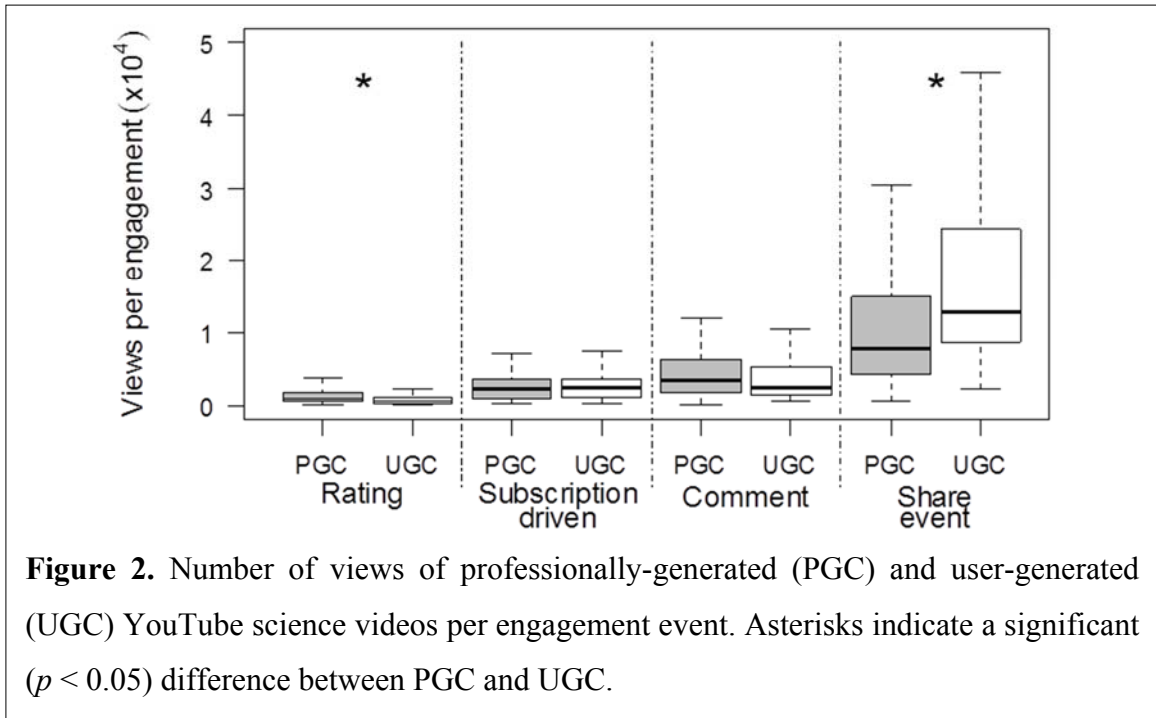 Views per engagement (x10⁴)
5
4
3
2
1
0
*
*
PGC UGC PGC UGC PGC UGC PGC UGC
Rating Subscription driven Comment Share event
Figure 2. Number of views of professionally-generated (PGC) and user-generated
(UGC) YouTube science videos per engagement event. Asterisks indicate a significant
(p < 0.05) difference between PGC and UGC.